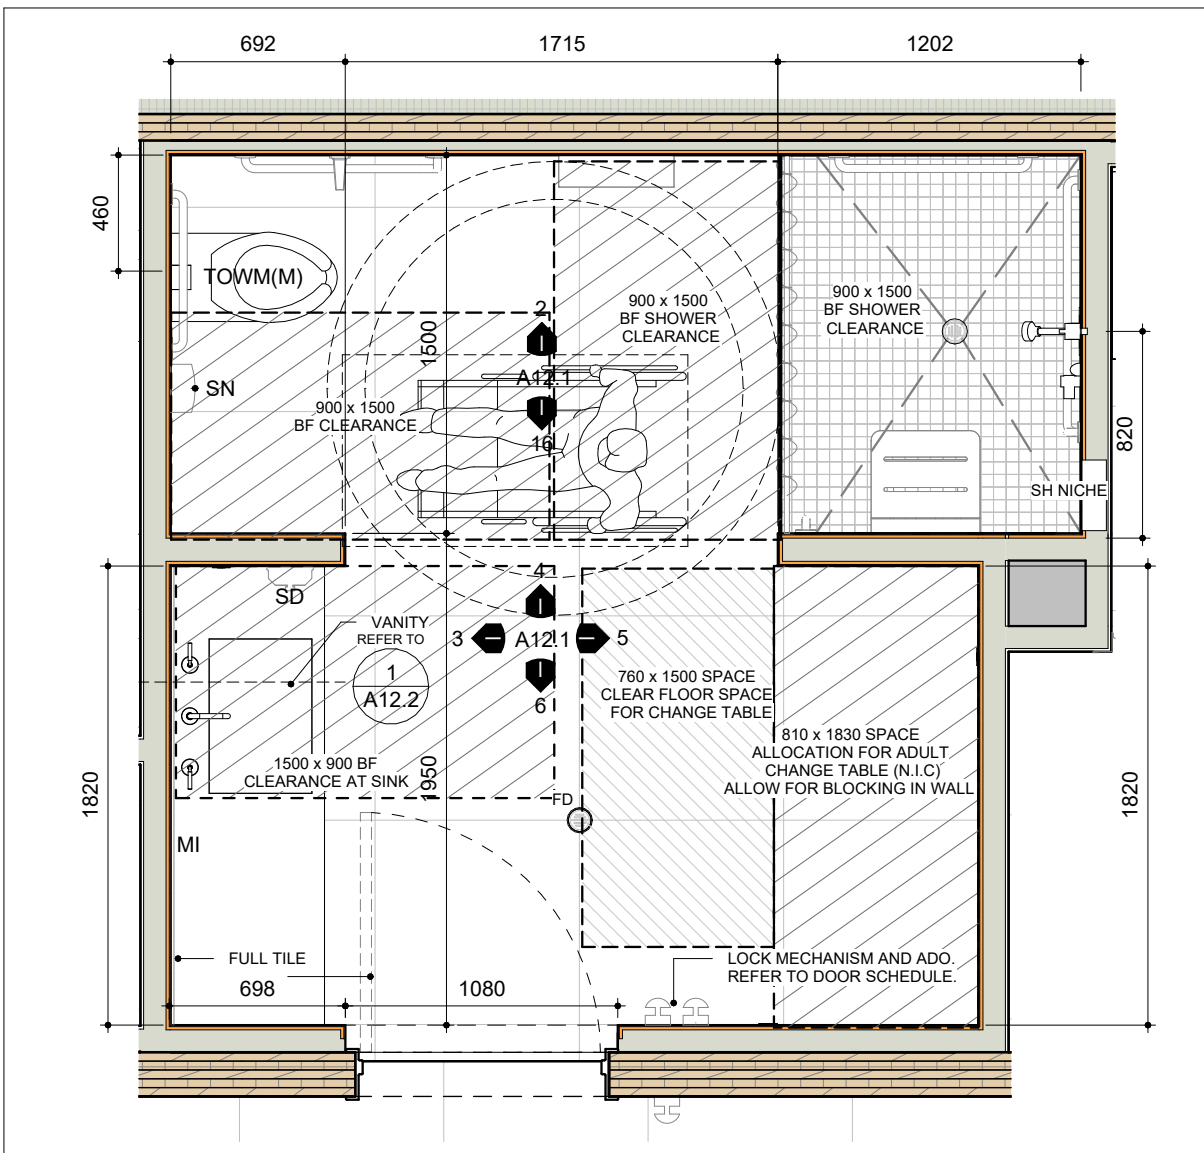 692
1715
1202
460
TOWM(M)
900 x 1500
BF SHOWER
CLEARANCE
900 x 1500
BF SHOWER
CLEARANCE
2
1500
A12.1
SN
900 x 1500
BF CLEARANCE
16
820
SH NICHE
4
SD
VANITY
REFER TO
3
A12.1
5
1
A12.2
6
760 x 1500 SPACE
CLEAR FLOOR SPACE
FOR CHANGE TABLE
810 x 1830 SPACE
ALLOCATION FOR ADULT
CHANGE TABLE (N.I.C)
ALLOW FOR BLOCKING IN WALL
1500 x 900 BF
CLEARANCE AT SINK
1950
1820
FD
1820
MI
FULL TILE
LOCK MECHANISM AND ADO.
REFER TO DOOR SCHEDULE.
698
1080